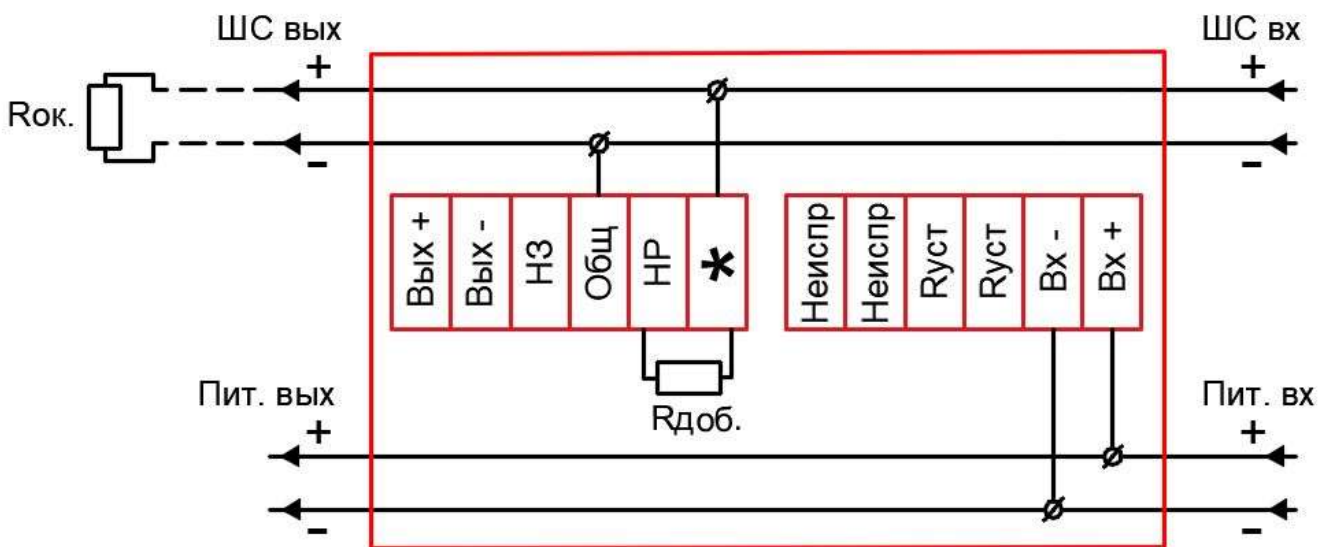 ШС вых
ШС вх
+
+
Rок.
-
-
Вых +
Вых -
НЗ
Общ
НР
*
Неиспр
Неиспр
Rуст
Rуст
Вх -
Вх +
Rдоб.
Пит. вых
Пит. вх
+
+
-
-